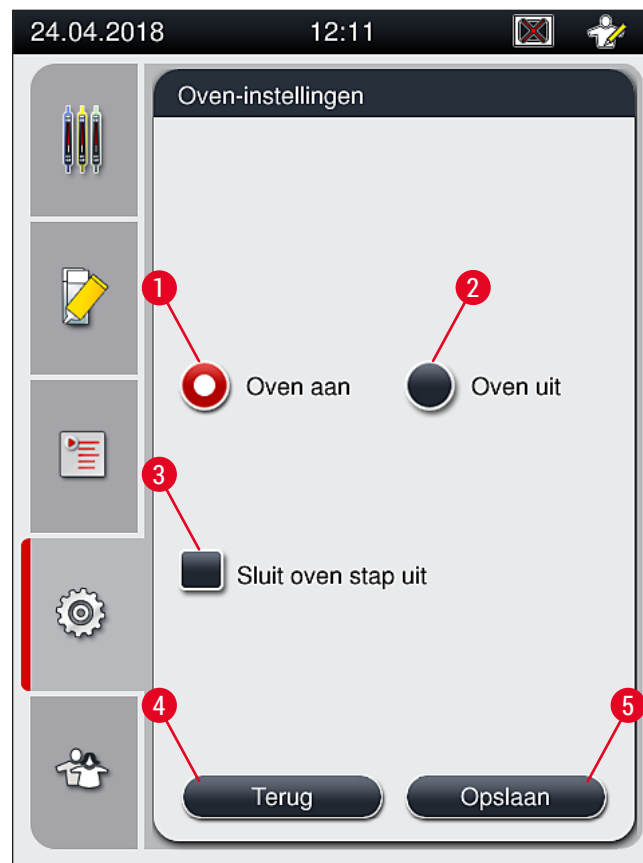 24.04.2018 12:11
Oven-instellingen
1 2
Oven aan Oven uit
3
Sluit oven stap uit
4 5
Terug Opslaan